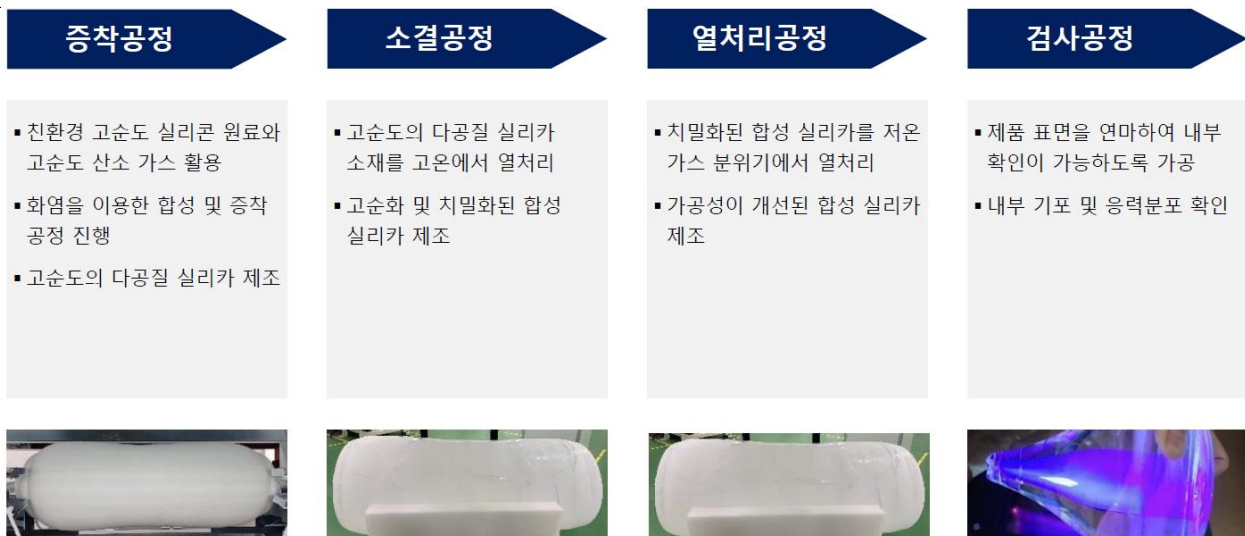 증착공정
▪ 친환경 고순도 실리콘 원료와
고순도 산소 가스 활용
▪ 화염을 이용한 합성 및 증착
공정 진행
▪ 고순도의 다공질 실리카 제조
소결공정
▪ 고순도의 다공질 실리카
소재를 고온에서 열처리
▪ 고순화 및 치밀화된 합성
실리카 제조
열처리공정
▪ 치밀화된 합성 실리카를 저온
가스 분위기에서 열처리
▪ 가공성이 개선된 합성 실리카
제조
검사공정
▪ 제품 표면을 연마하여 내부
확인이 가능하도록 가공
▪ 내부 기포 및 응력분포 확인